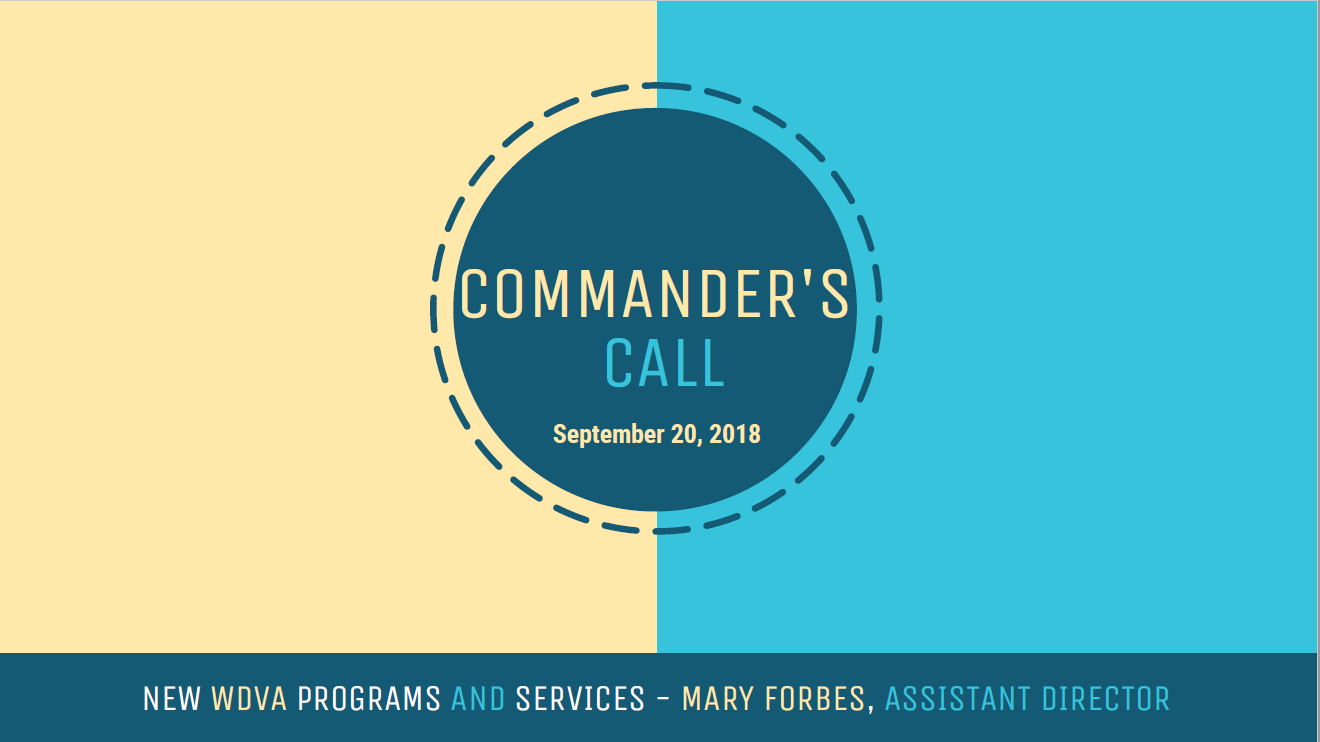 COMMANDER'S
CALL
September 20, 2018
NEW WDVA PROGRAMS AND SERVICES – MARY FORBES, ASSISTANT DIRECTOR